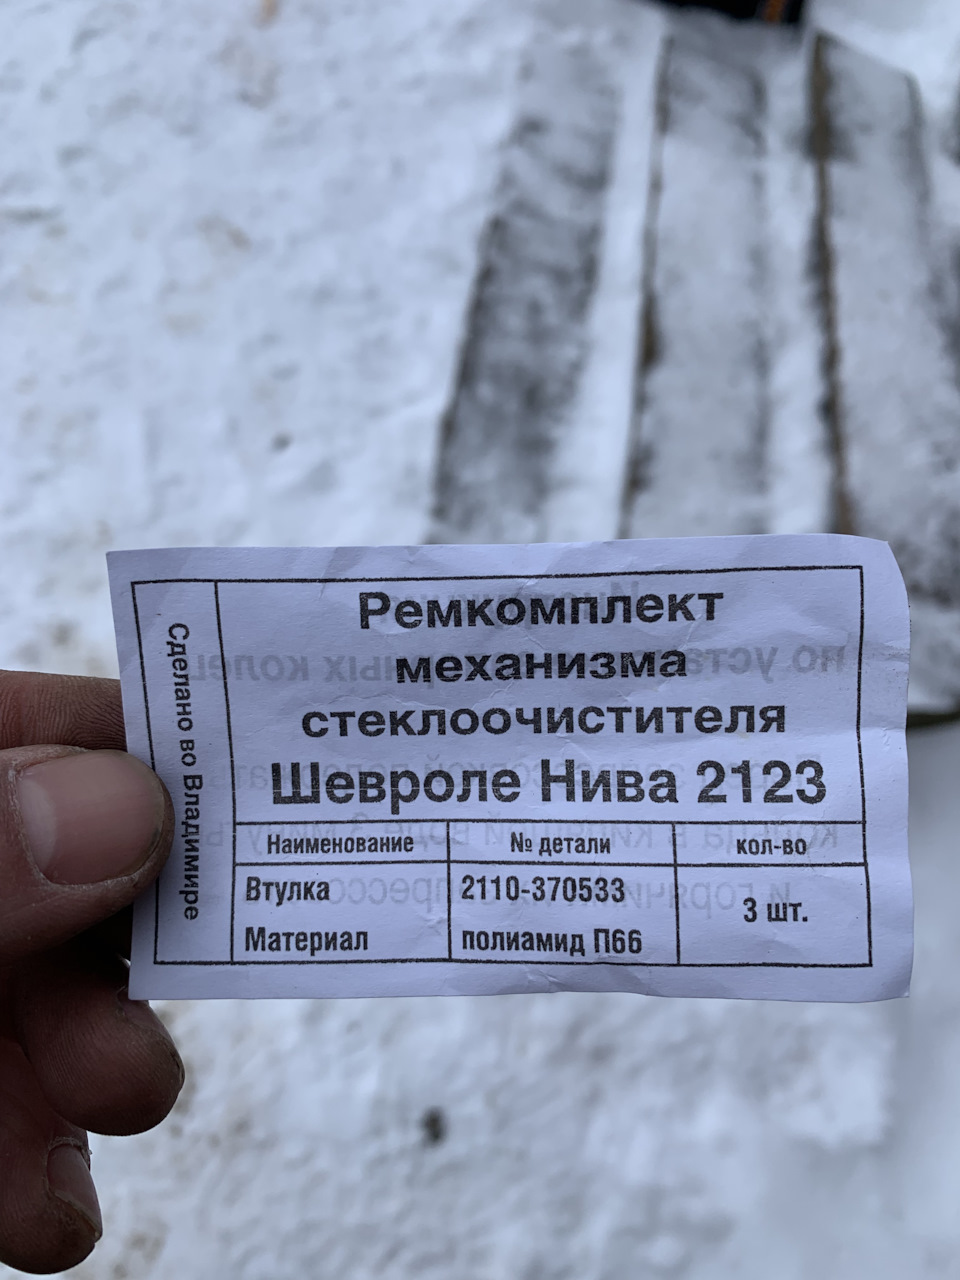 Сделано во Владимире
Ремкомплект
механизма
стеклоочистителя
Шевроле Нива 2123
Наименование № детали кол-во
Втулка 2110-370533 3 шт.
Материал полиамид П66